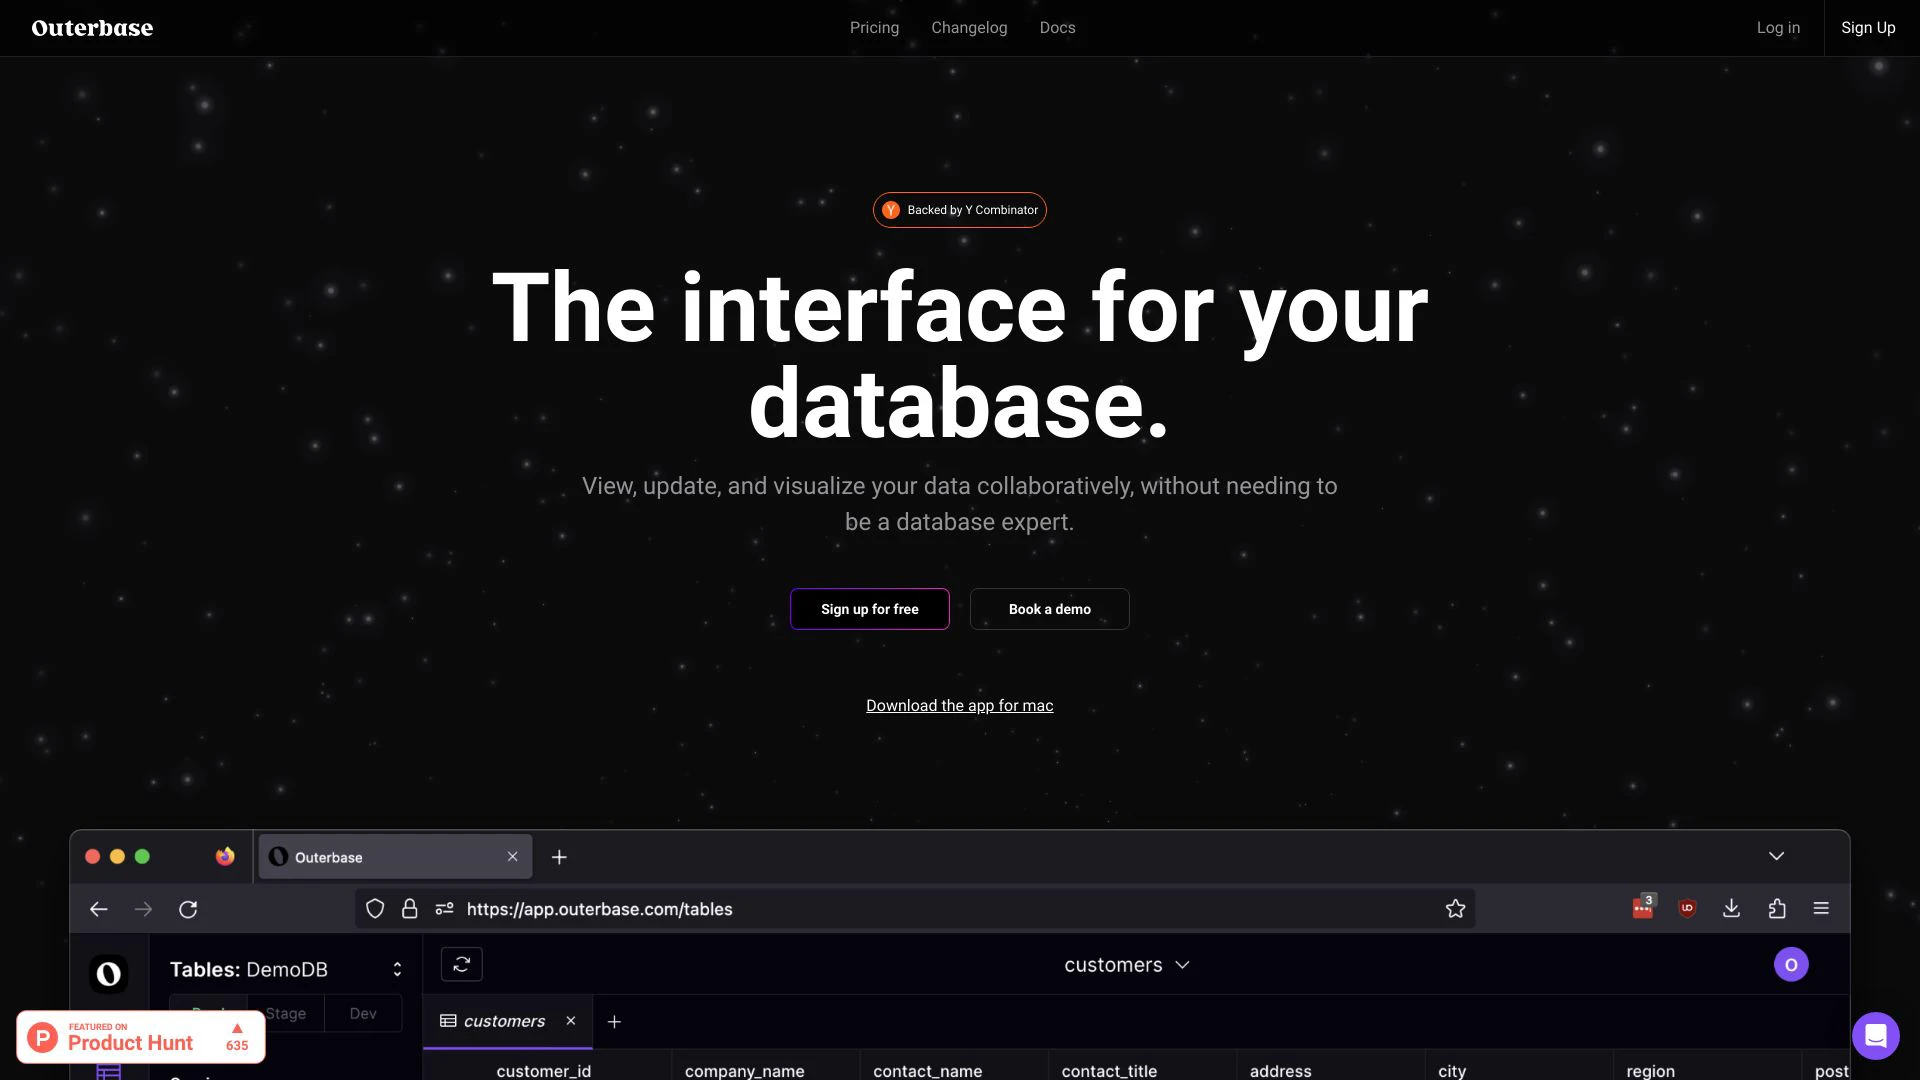 Outerbase
Pricing
Changelog
Docs
Log in
Sign Up
Y Backed by Y Combinator
The interface for your
database.
View, update, and visualize your data collaboratively, without needing to
be a database expert.
Sign up for free
Book a demo
Download the app for mac
Outerbase
https://app.outerbase.com/tables
3
Tables: DemoDB
customers
O
Stage
Dev
customers
P
FEATURED ON
Product Hunt
635
customer_id
company_name
contact_name
contact_title
address
city
region
post